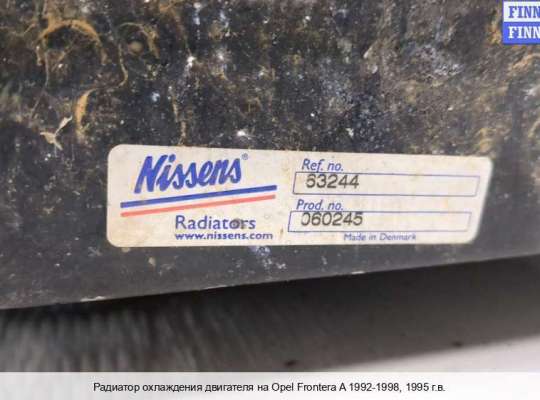 FINN
FINN
Nissens®
Radiators
www.nissens.com
Ref. no.
63244
Prod. no.
060245
Made in Denmark
Радиатор охлаждения двигателя на Opel Frontera A 1992-1998, 1995 г.в.